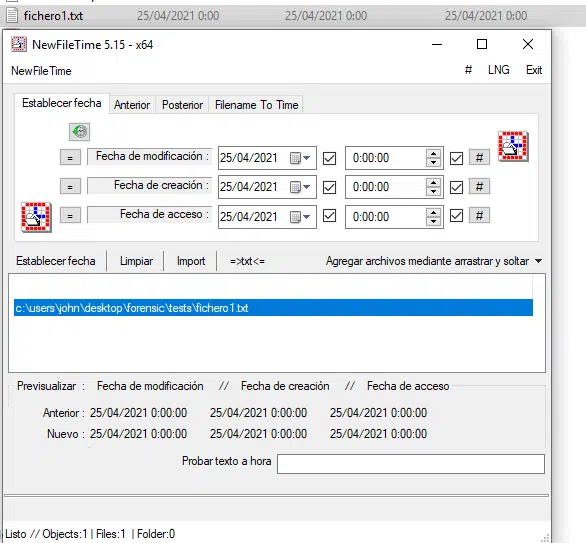 fichero1.txt 25/04/2021 0:00 25/04/2021 0:00 25/04/2021 0:00
NewFileTime 5.15 - x64
NewFileTime # LNG Exit
Establecer fecha Anterior Posterior Filename To Time
= Fecha de modificación : 25/04/2021 0:00:00 #
= Fecha de creación : 25/04/2021 0:00:00 #
= Fecha de acceso : 25/04/2021 0:00:00 #
Establecer fecha Limpiar Import =>txt<= Agregar archivos mediante arrastrar y soltar
c:\users\john\desktop\forensic\tests\fichero1.txt
Previsualizar : Fecha de modificación // Fecha de creación // Fecha de acceso
Anterior : 25/04/2021 0:00:00 25/04/2021 0:00:00 25/04/2021 0:00:00
Nuevo : 25/04/2021 0:00:00 25/04/2021 0:00:00 25/04/2021 0:00:00
Probar texto a hora
Listo // Objects:1 | Files:1 | Folder:0